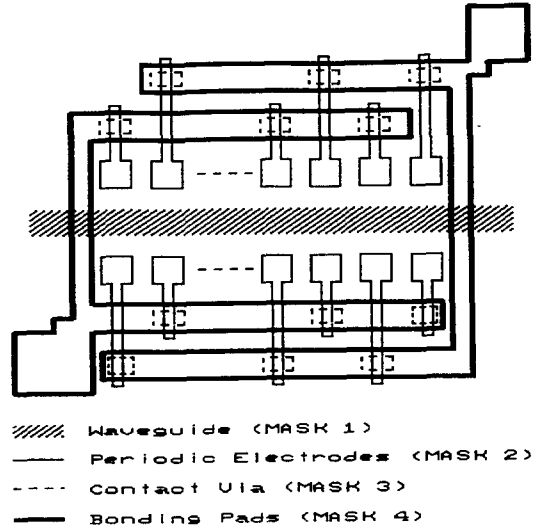 Waveguide (MASK 1)
Periodic Electrodes (MASK 2)
Contact Via (MASK 3)
Bonding Pads (MASK 4)